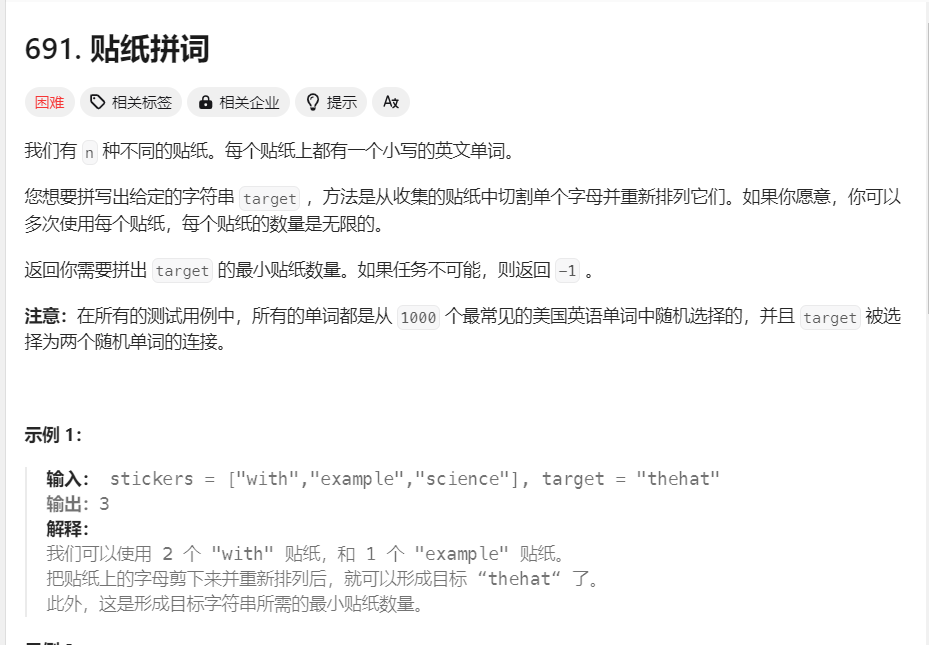 691. 贴纸拼词
困难 相关标签 相关企业 提示 Aあ
我们有 n 种不同的贴纸。每个贴纸上都有一个小写的英文单词。
您想要拼写出给定的字符串 target ，方法是从收集的贴纸中切割单个字母并重新排列它们。如果你愿意，你可以
多次使用每个贴纸，每个贴纸的数量是无限的。
返回你需要拼出 target 的最小贴纸数量。如果任务不可能，则返回 -1 。
注意：在所有的测试用例中，所有的单词都是从 1000 个最常见的美国英语单词中随机选择的，并且 target 被选
择为两个随机单词的连接。
示例 1：
输入： stickers = ["with","example","science"], target = "thehat"
输出：3
解释：
我们可以使用 2 个 "with" 贴纸，和 1 个 "example" 贴纸。
把贴纸上的字母剪下来并重新排列后，就可以形成目标 “thehat“ 了。
此外，这是形成目标字符串所需的最小贴纸数量。